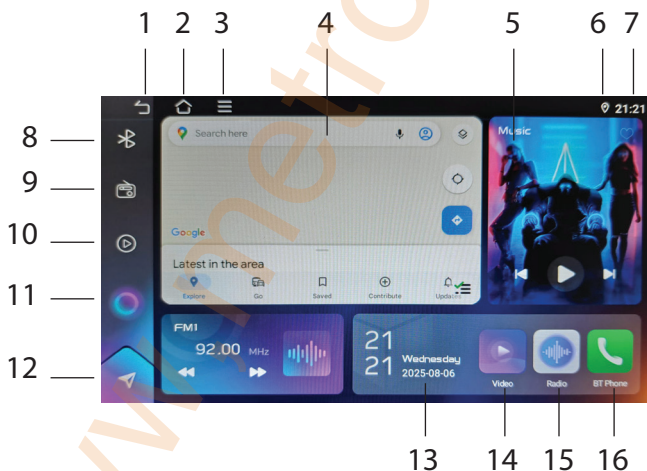 1 2 3 4 5 6 7
21:21
8
9
10
11
12
Search here
Google
Latest in the area
Explore Go Saved Contribute Updates
Music
FM1
92.00 MHz
21
21
Wednesday
2025-08-06
Video Radio BT Phone
13 14 15 16